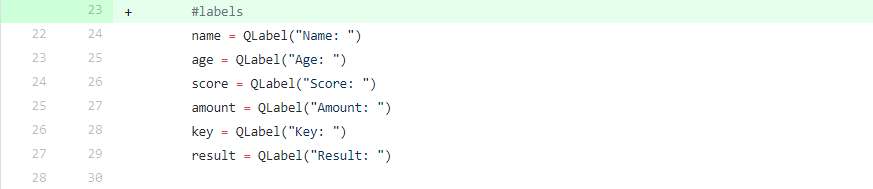 23 + #labels
22 24 name = QLabel("Name: ")
23 25 age = QLabel("Age: ")
24 26 score = QLabel("Score: ")
25 27 amount = QLabel("Amount: ")
26 28 key = QLabel("Key: ")
27 29 result = QLabel("Result: ")
28 30